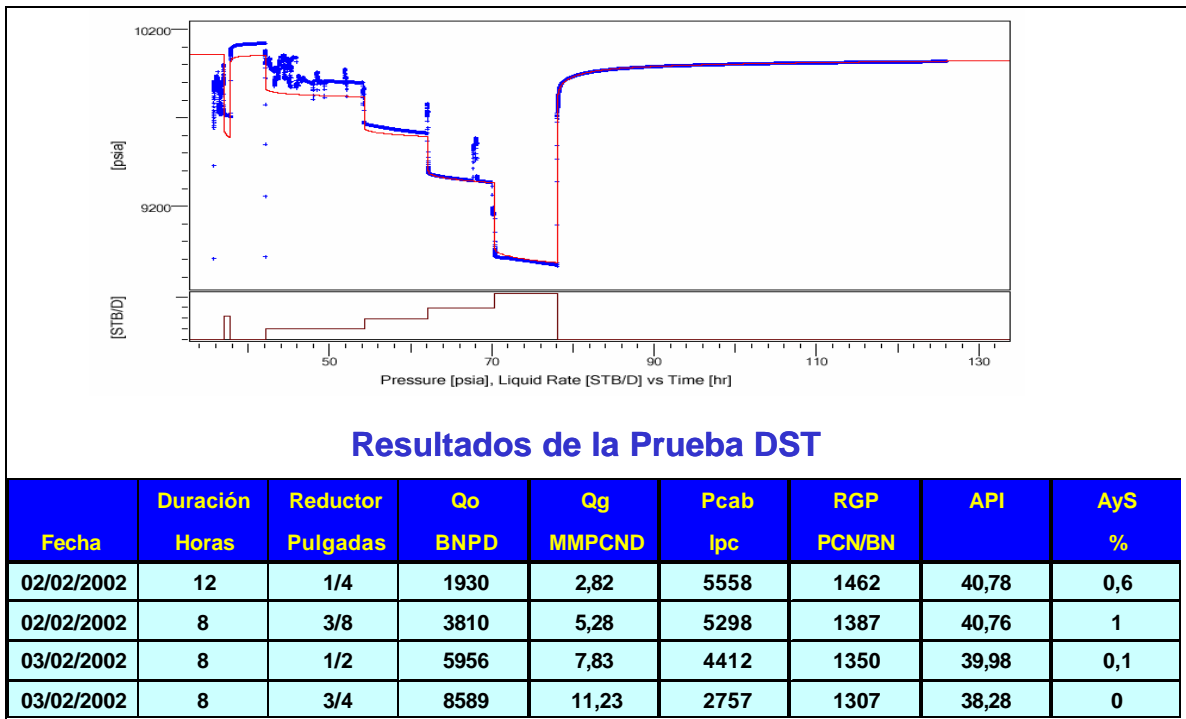 10200
[psia]
9200
[STB/D]
50 70 90 110 130
Pressure [psia], Liquid Rate [STB/D] vs Time [hr]
Resultados de la Prueba DST
Fecha Duración Horas Reductor Pulgadas Qo BNPD Qg MMPCND Pcab lpc RGP PCN/BN API AyS %
02/02/2002 12 1/4 1930 2,82 5558 1462 40,78 0,6
02/02/2002 8 3/8 3810 5,28 5298 1387 40,76 1
03/02/2002 8 1/2 5956 7,83 4412 1350 39,98 0,1
03/02/2002 8 3/4 8589 11,23 2757 1307 38,28 0